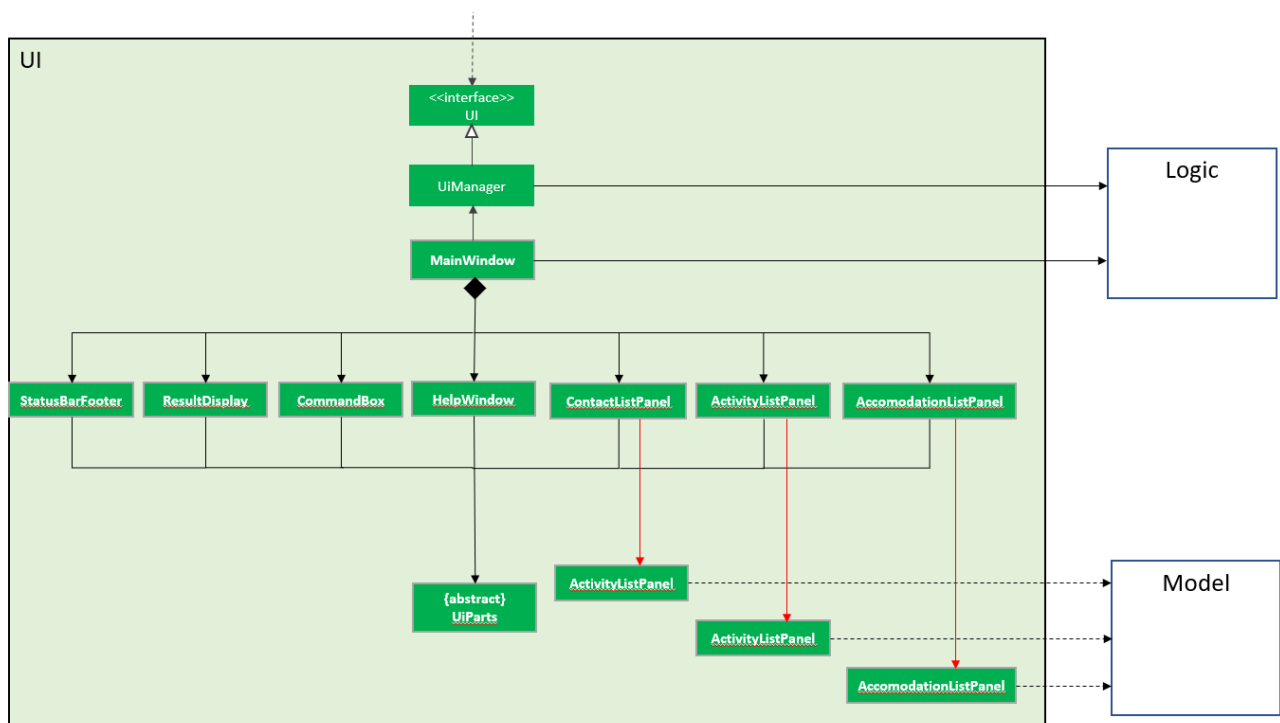 UI
<<interface>>
UI
UiManager
MainWindow
Logic
StatusBarFooter
ResultDisplay
CommandBox
HelpWindow
ContactListPanel
ActivityListPanel
AccomodationListPanel
ActivityListPanel
{abstract}
UiParts
ActivityListPanel
AccomodationListPanel
Model